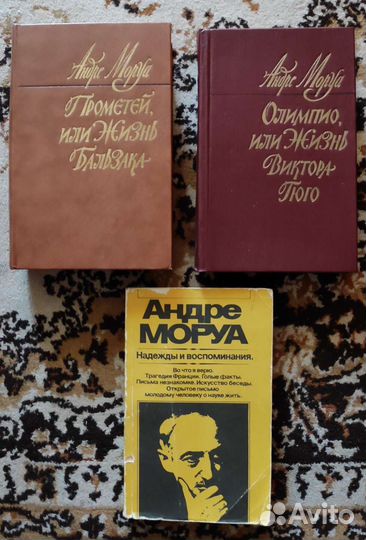 Андре Моруа
Прометей,
или Жизнь
Бальзака
Андре Моруа
Олимпио,
или Жизнь
Виктора
Гюго
Андре
МОРУА
Надежды и воспоминания.
Во что я верю.
Трагедия Франции. Голые факты.
Письма незнакомке. Искусство беседы.
Открытое письмо
молодому человеку о науке жить.
Avito